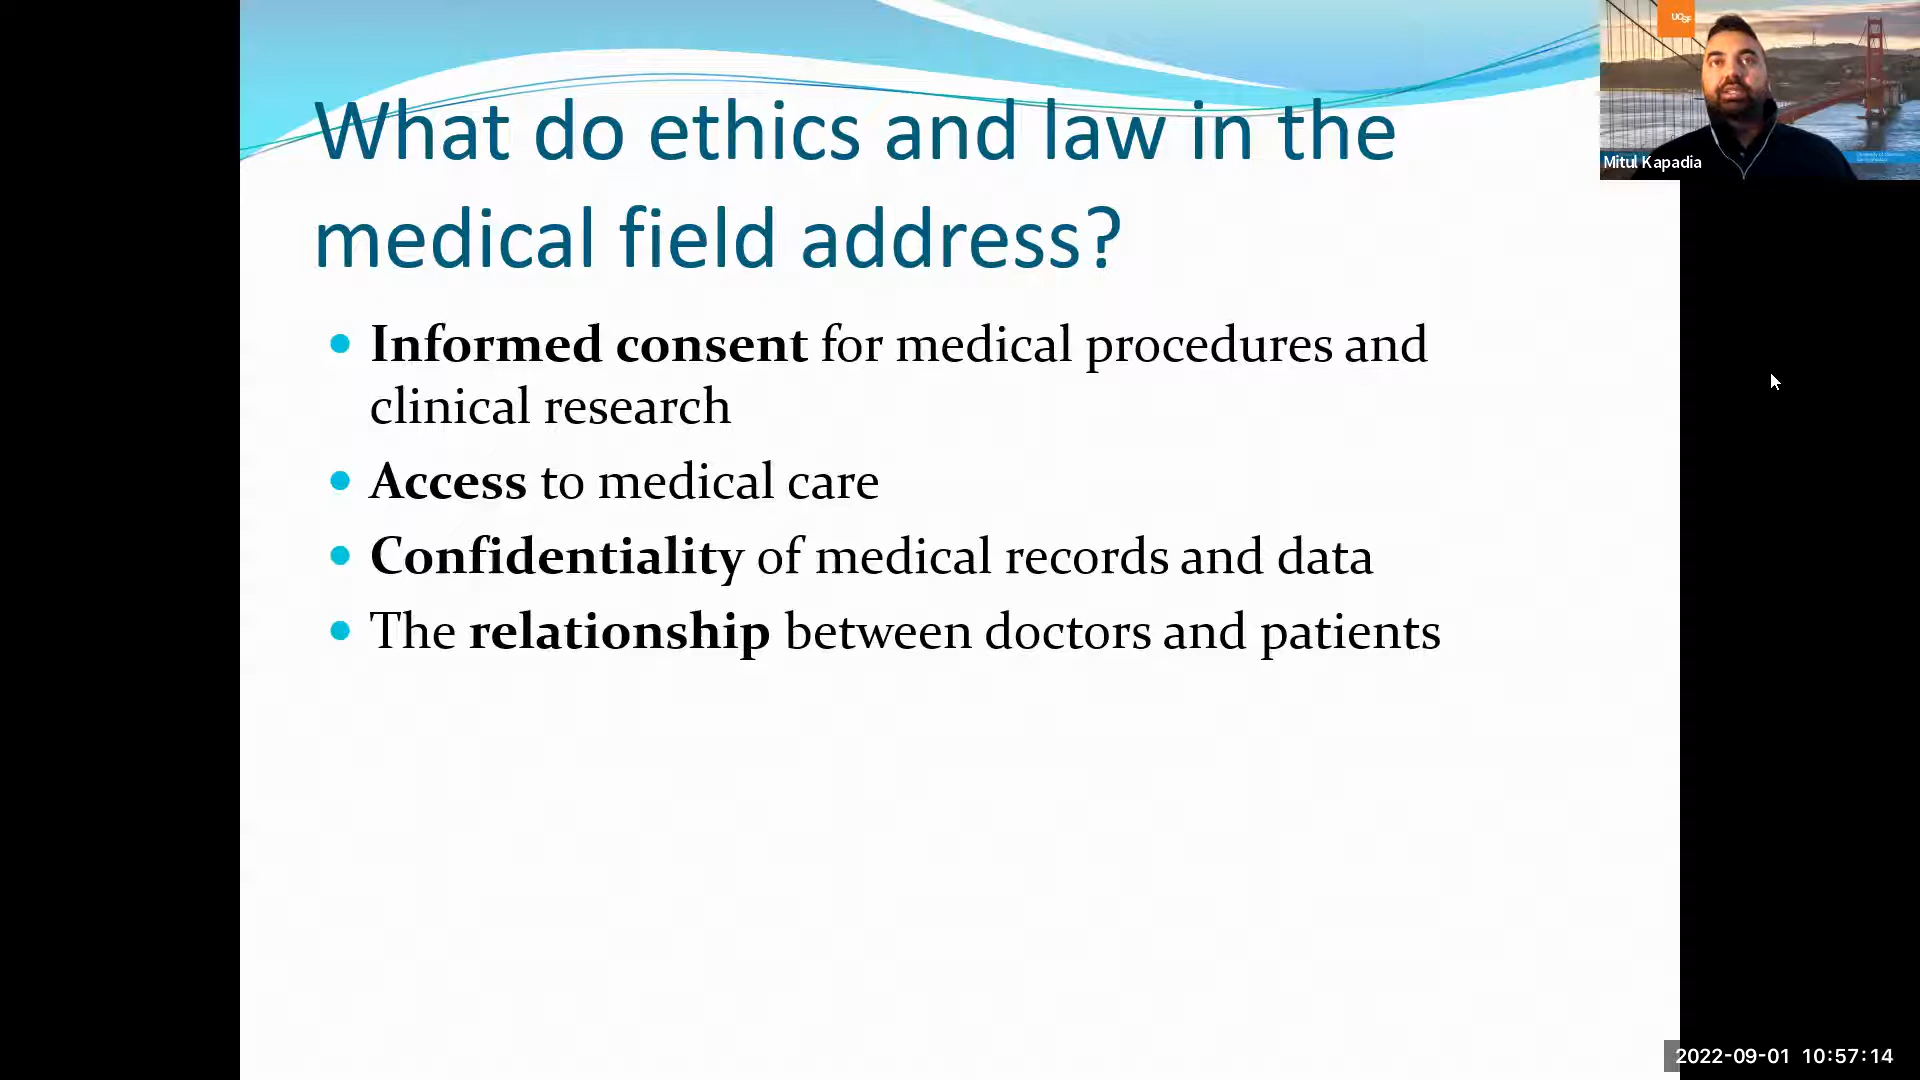 What do ethics and law in the
medical field address?
Informed consent for medical procedures and
clinical research
Access to medical care
Confidentiality of medical records and data
The relationship between doctors and patients
UCSF
Mitul Kapadia
2022-09-01 10:57:14